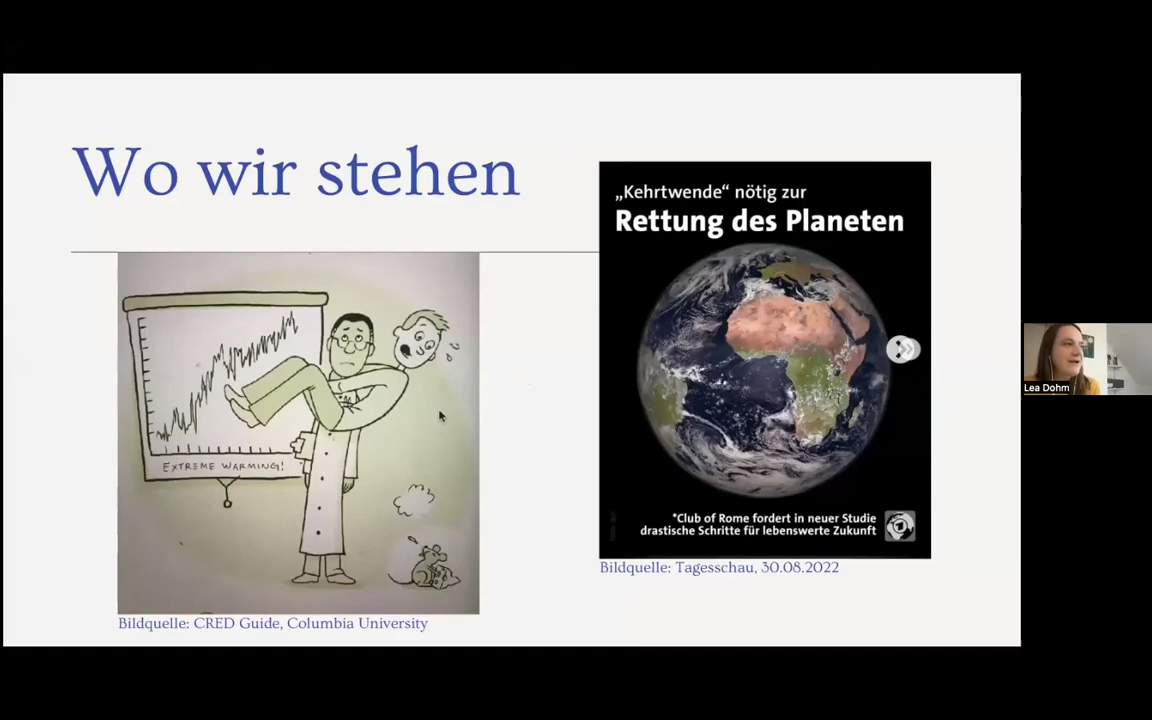 Wo wir stehen
EXTREME WARMING!
Bildquelle: CRED Guide, Columbia University
„Kehrtwende“ nötig zur
Rettung des Planeten
*Club of Rome fordert in neuer Studie
drastische Schritte für lebenswerte Zukunft
Bildquelle: Tagesschau, 30.08.2022
Lea Dohm